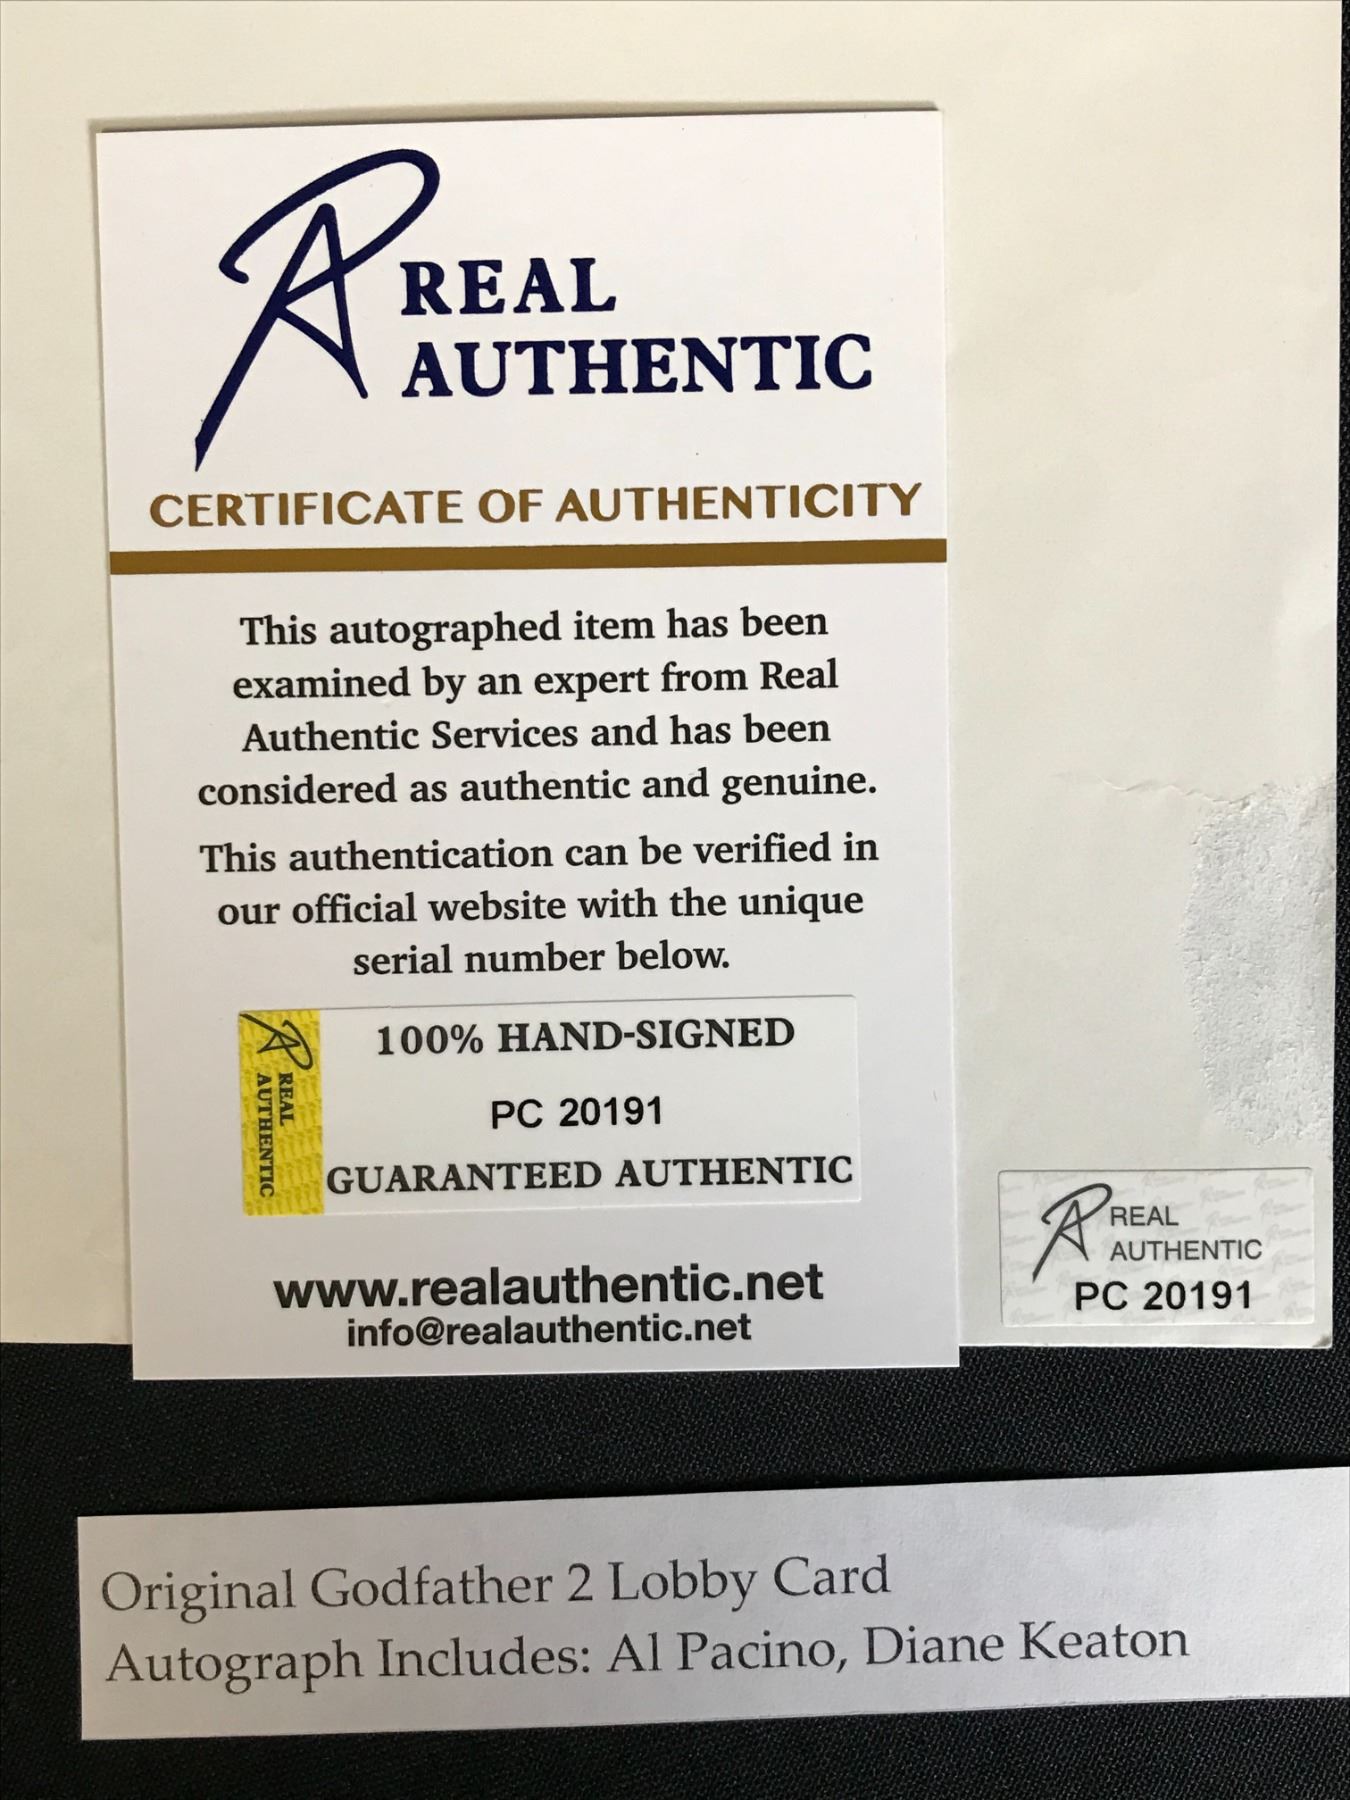 REAL
AUTHENTIC
CERTIFICATE OF AUTHENTICITY
This autographed item has been
examined by an expert from Real
Authentic Services and has been
considered as authentic and genuine.
This authentication can be verified in
our official website with the unique
serial number below.
REAL
AUTHENTIC
100% HAND-SIGNED
PC 20191
GUARANTEED AUTHENTIC
www.realauthentic.net
info@realauthentic.net
REAL
AUTHENTIC
PC 20191
Original Godfather 2 Lobby Card
Autograph Includes: Al Pacino, Diane Keaton